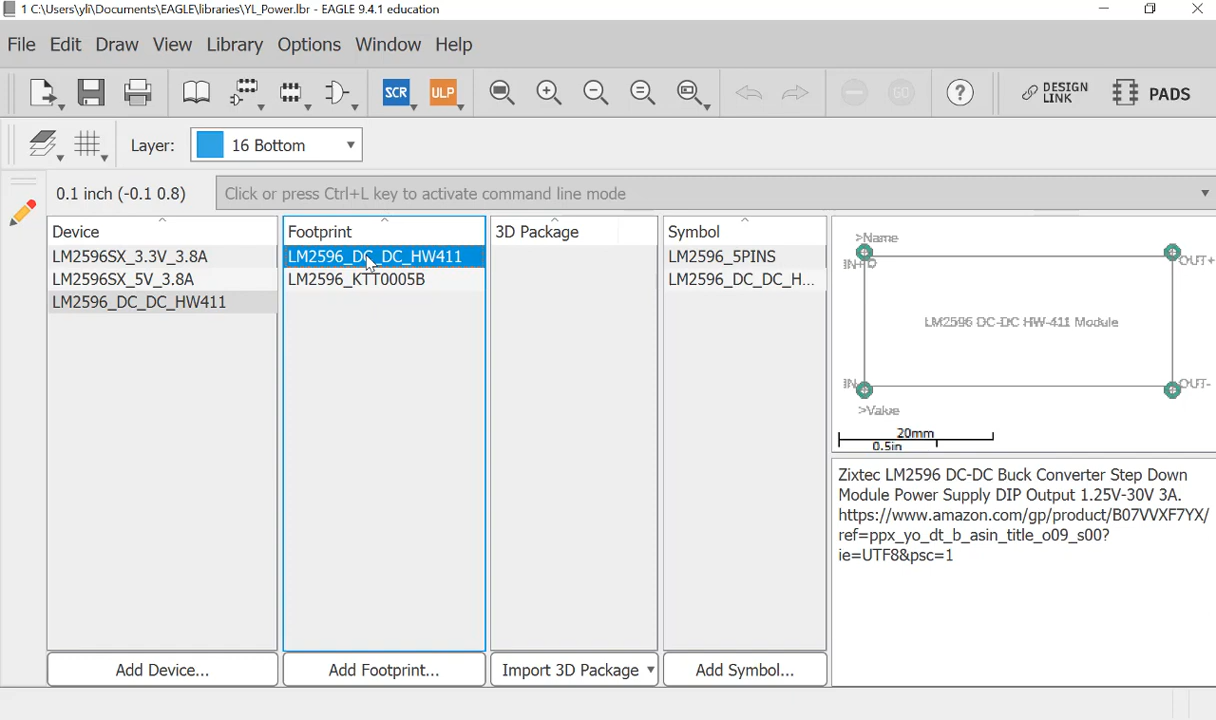 1 C:\Users\yli\Documents\EAGLE\libraries\YL_Power.lbr - EAGLE 9.4.1 education
File Edit Draw View Library Options Window Help
SCR ULP DESIGN LINK PADS
Layer: 16 Bottom
0.1 inch (-0.1 0.8) Click or press Ctrl+L key to activate command line mode
Device Footprint 3D Package Symbol
LM2596SX_3.3V_3.8A LM2596_DC_DC_HW411 LM2596_5PINS
LM2596SX_5V_3.8A LM2596_KTT0005B LM2596_DC_DC_H...
LM2596_DC_DC_HW411
>Name
OUT+
LM2596 DC-DC HW-411 Module
IN- OUT-
>Value
20mm
0.5in
Zixtec LM2596 DC-DC Buck Converter Step Down
Module Power Supply DIP Output 1.25V-30V 3A.
https://www.amazon.com/gp/product/B07VVXF7YX/
ref=ppx_yo_dt_b_asin_title_o09_s00?
ie=UTF8&psc=1
Add Device... Add Footprint... Import 3D Package Add Symbol...